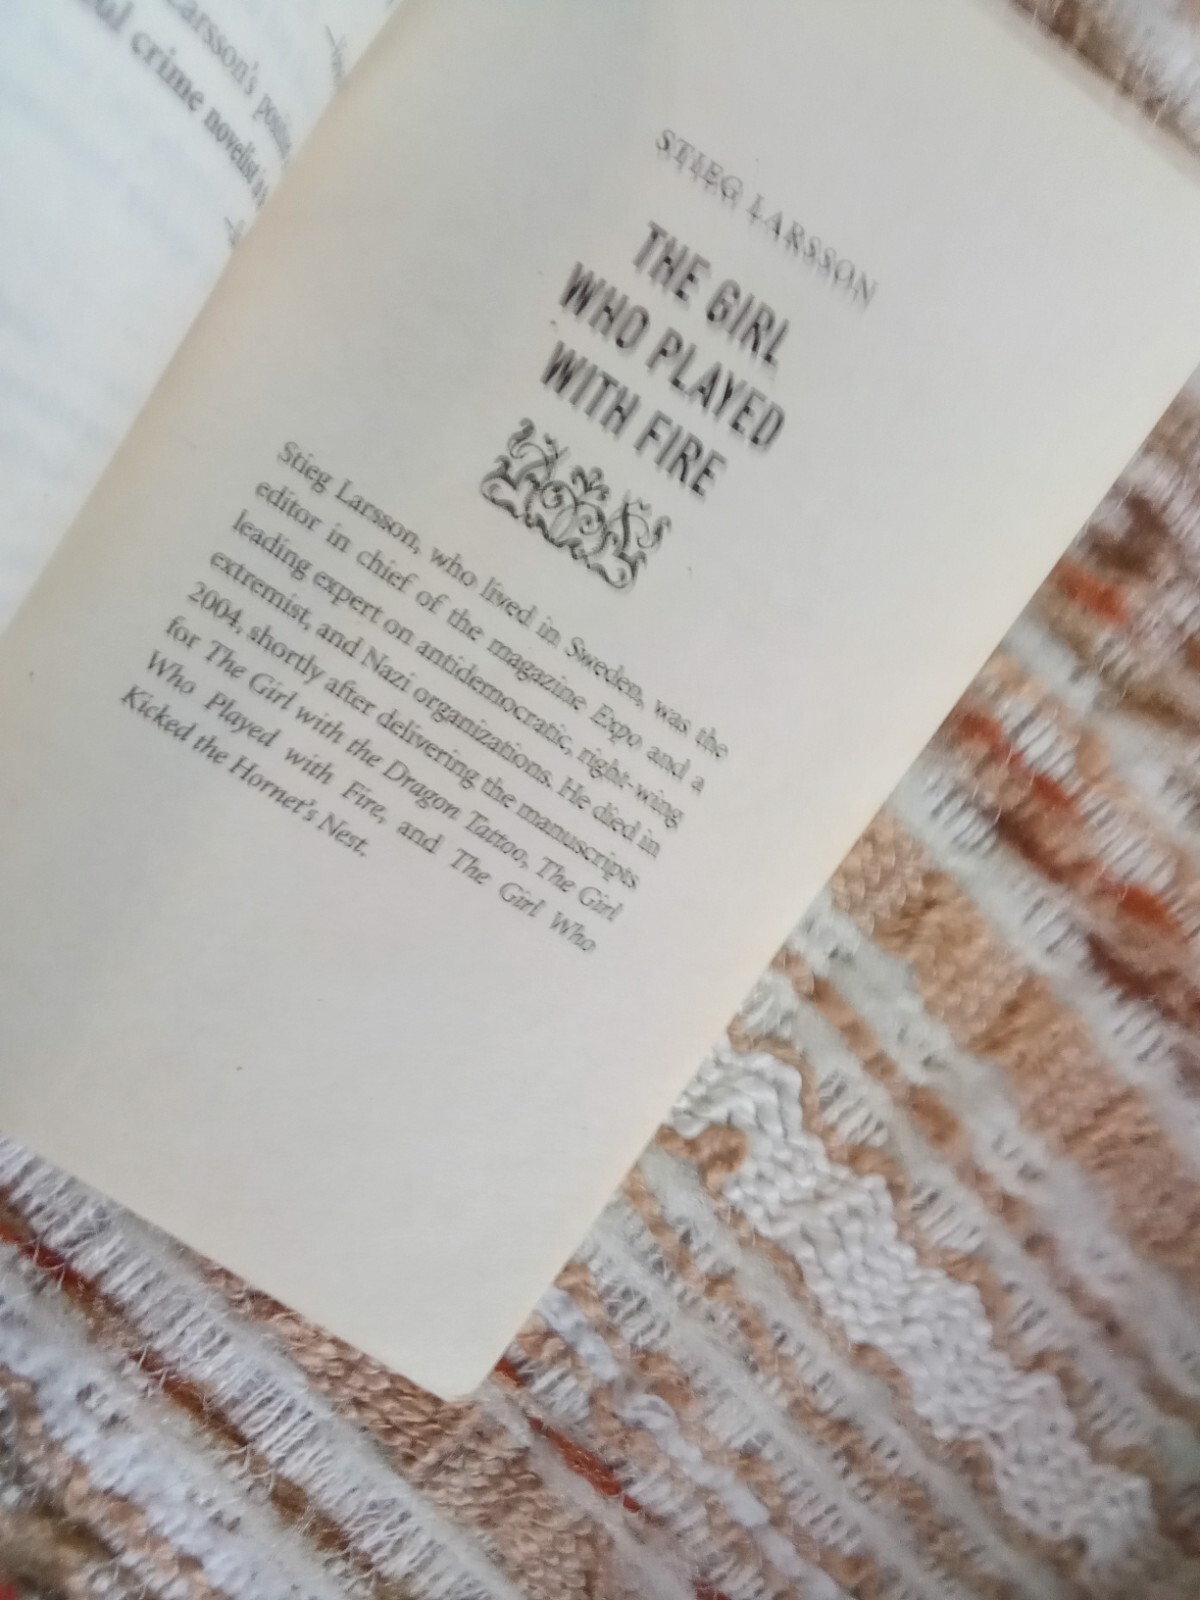 Larsson's
crime novelist
STIEG LARSSON
THE GIRL
WHO PLAYED
WITH FIRE
Stieg Larsson, who lived in Sweden, was the
editor in chief of the magazine Expo and a
leading expert on antidemocratic, right-wing
extremist, and Nazi organizations. He died in
2004, shortly after delivering the manuscripts
for The Girl with the Dragon Tattoo, The Girl
Who Played with Fire, and The Girl Who
Kicked the Hornet's Nest.